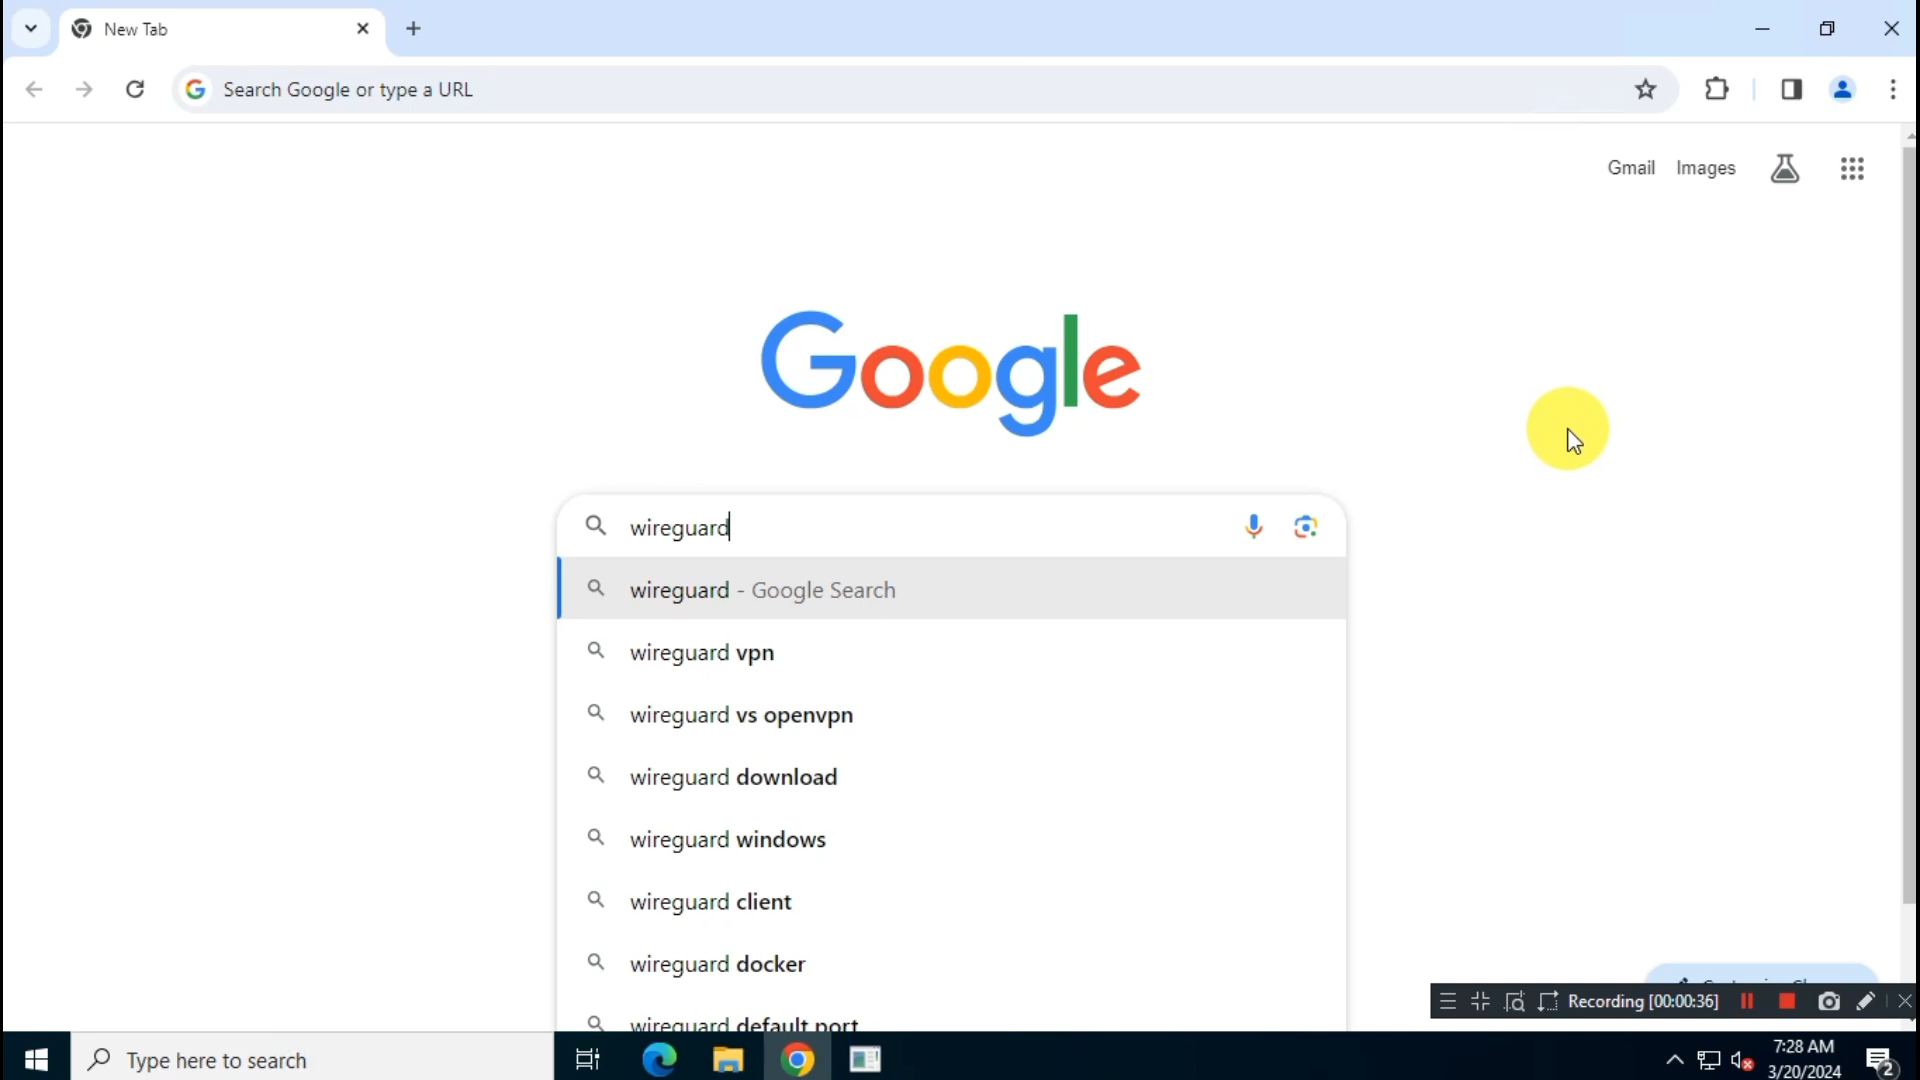 New Tab
Search Google or type a URL
Gmail Images
Google
wireguard
wireguard - Google Search
wireguard vpn
wireguard vs openvpn
wireguard download
wireguard windows
wireguard client
wireguard docker
wireguard default port
Recording [00:00:36]
Type here to search
7:28 AM
3/20/2024
2